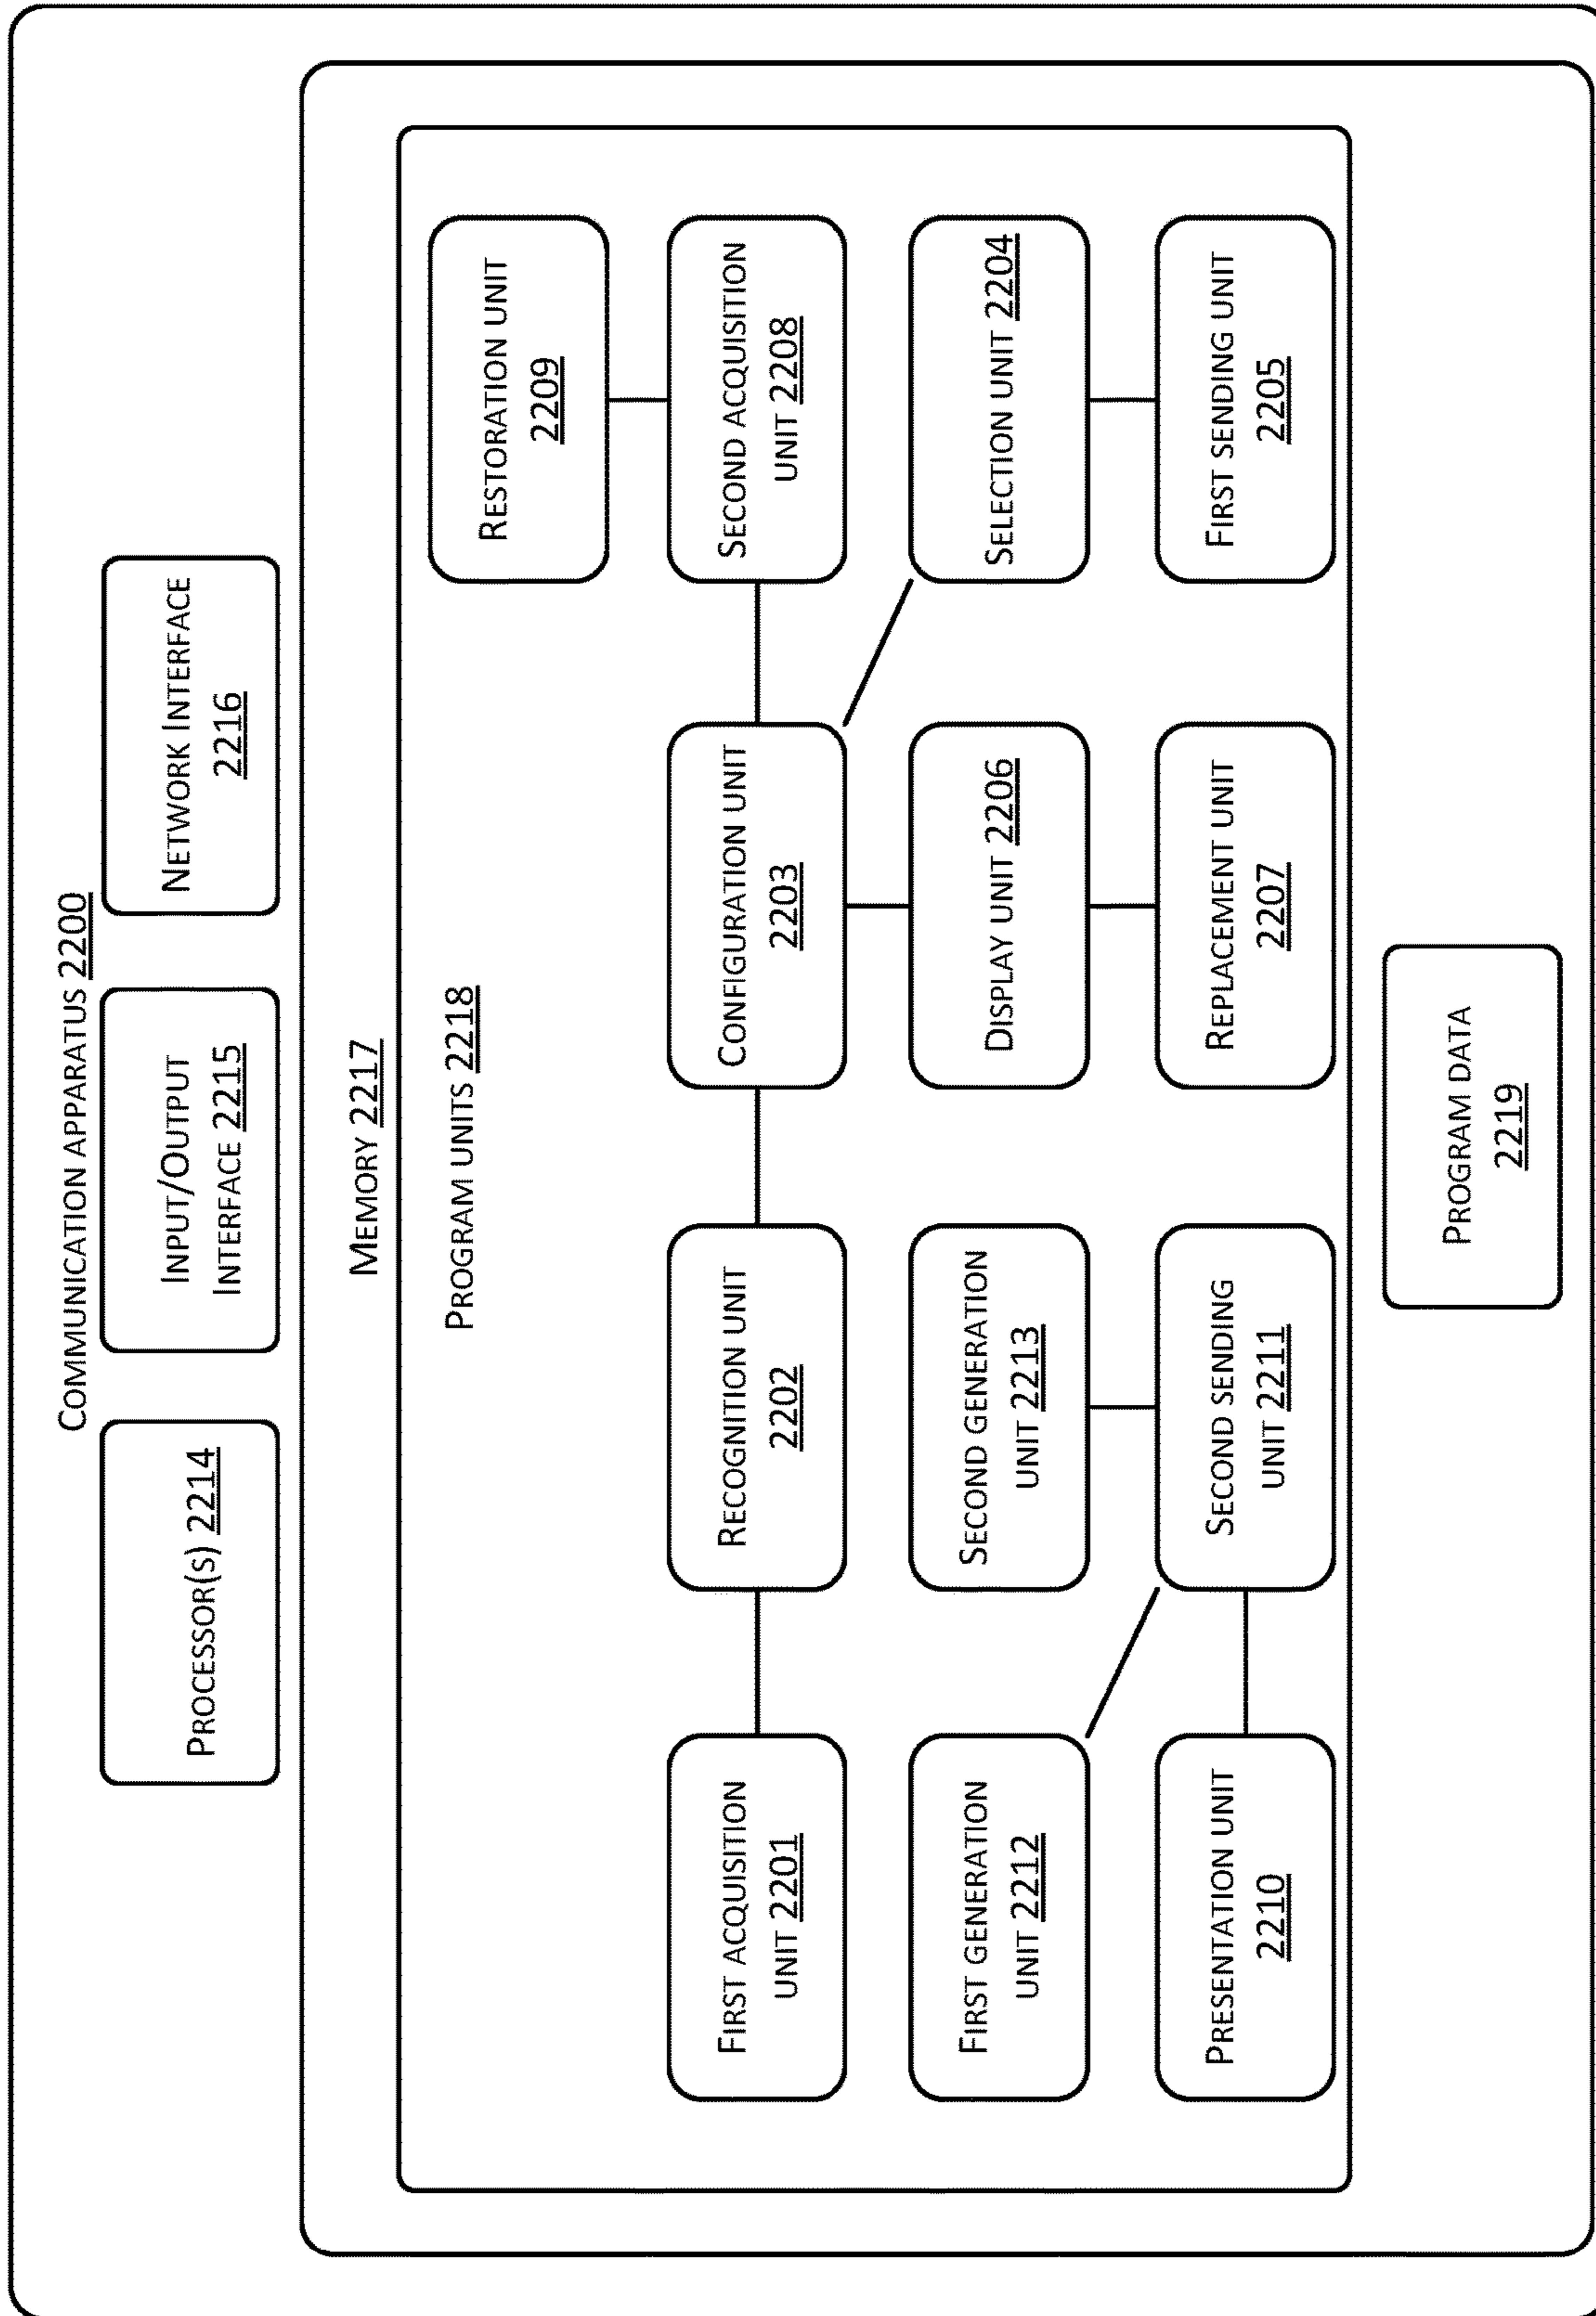 COMMUNICATION APPARATUS 2200
PROCESSOR(S) 2214
INPUT/OUTPUT
INTERFACE 2215
NETWORK INTERFACE
2216
MEMORY 2217
PROGRAM UNITS 2218
RESTORATION UNIT
2209
FIRST ACQUISITION
UNIT 2201
RECOGNITION UNIT
2202
CONFIGURATION UNIT
2203
SECOND ACQUISITION
UNIT 2208
FIRST GENERATION
UNIT 2212
SECOND GENERATION
UNIT 2213
DISPLAY UNIT 2206
SELECTION UNIT 2204
PRESENTATION UNIT
2210
SECOND SENDING
UNIT 2211
REPLACEMENT UNIT
2207
FIRST SENDING UNIT
2205
PROGRAM DATA
2219